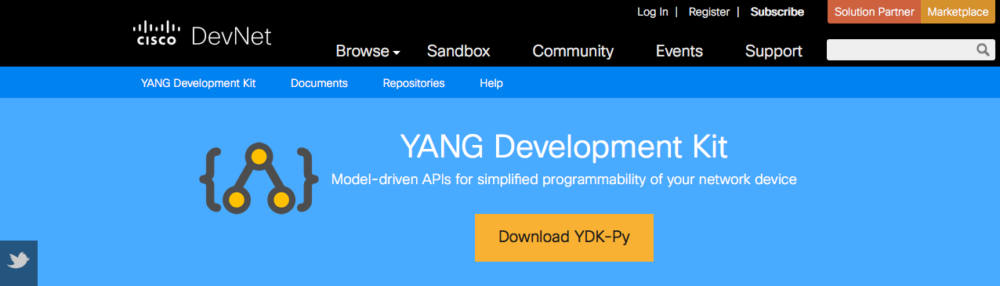 Log In | Register | Subscribe Solution Partner Marketplace
cisco DevNet
Browse Sandbox Community Events Support
YANG Development Kit Documents Repositories Help
YANG Development Kit
Model-driven APIs for simplified programmability of your network device
Download YDK-Py